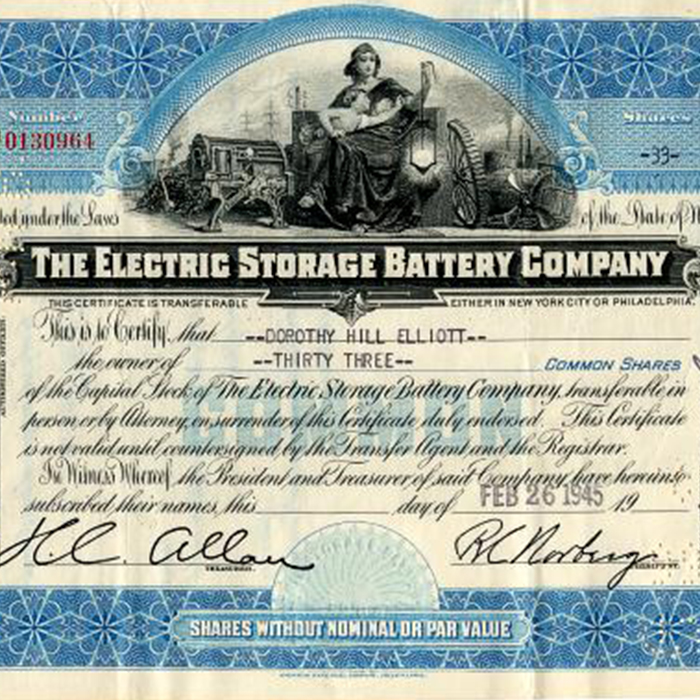 Number
0130964
Shares
-33-
under the Laws
of the State of
THE ELECTRIC STORAGE BATTERY COMPANY
THIS CERTIFICATE IS TRANSFERABLE EITHER IN NEW YORK CITY OR PHILADELPHIA.
This is to Certify, that --DOROTHY HILL ELLIOTT--
the owner of --THIRTY THREE-- COMMON SHARES
of the Capital Stock of The Electric Storage Battery Company, transferable in
person or by Attorney, on surrender of this Certificate duly endorsed. This Certificate
is not valid until countersigned by the Transfer Agent and the Registrar.
In Witness Whereof, the President and Treasurer of said Company have hereunto
subscribed their names, this day of FEB 26 1945 19
H.C. Allan R.C. Norberg
TREASURER. PRESIDENT.
COMMON
SHARES WITHOUT NOMINAL OR PAR VALUE